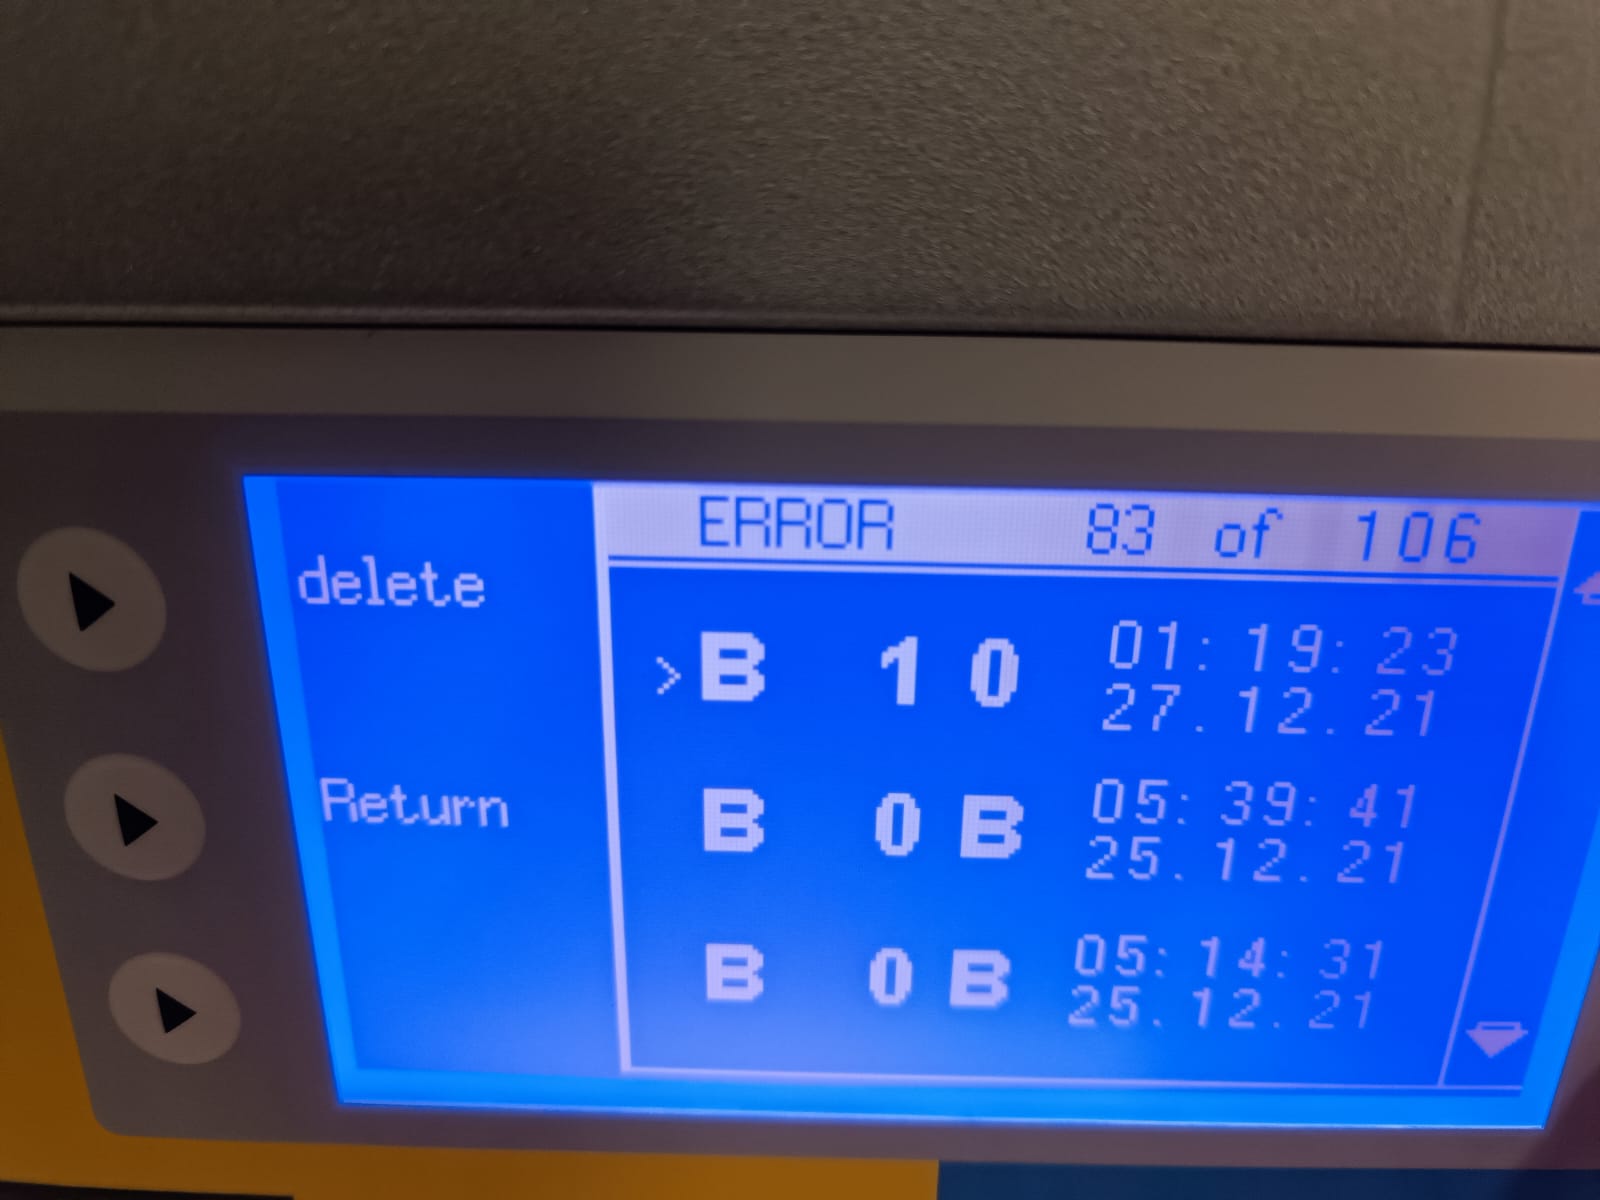 delete
Return
ERROR 83 of 106
>B 10 01:19:23
27.12.21
B 0B 05:39:41
25.12.21
B 0B 05:14:31
25.12.21